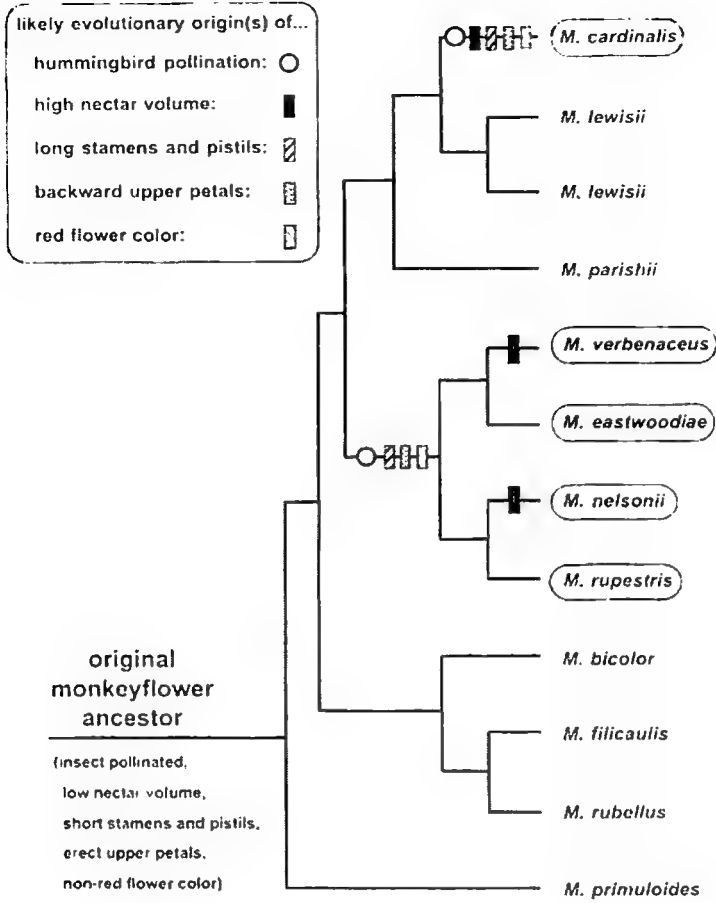 likely evolutionary origin(s) of...
hummingbird pollination:
high nectar volume:
long stamens and pistils:
backward upper petals:
red flower color:
M. cardinalis
M. lewisii
M. lewisii
M. parishii
M. verbenaceus
M. eastwoodiae
M. nelsonii
M. rupestris
M. bicolor
M. filicaulis
M. rubellus
M. primuloides
original
monkeyflower
ancestor
(insect pollinated,
low nectar volume,
short stamens and pistils,
erect upper petals,
non-red flower color)